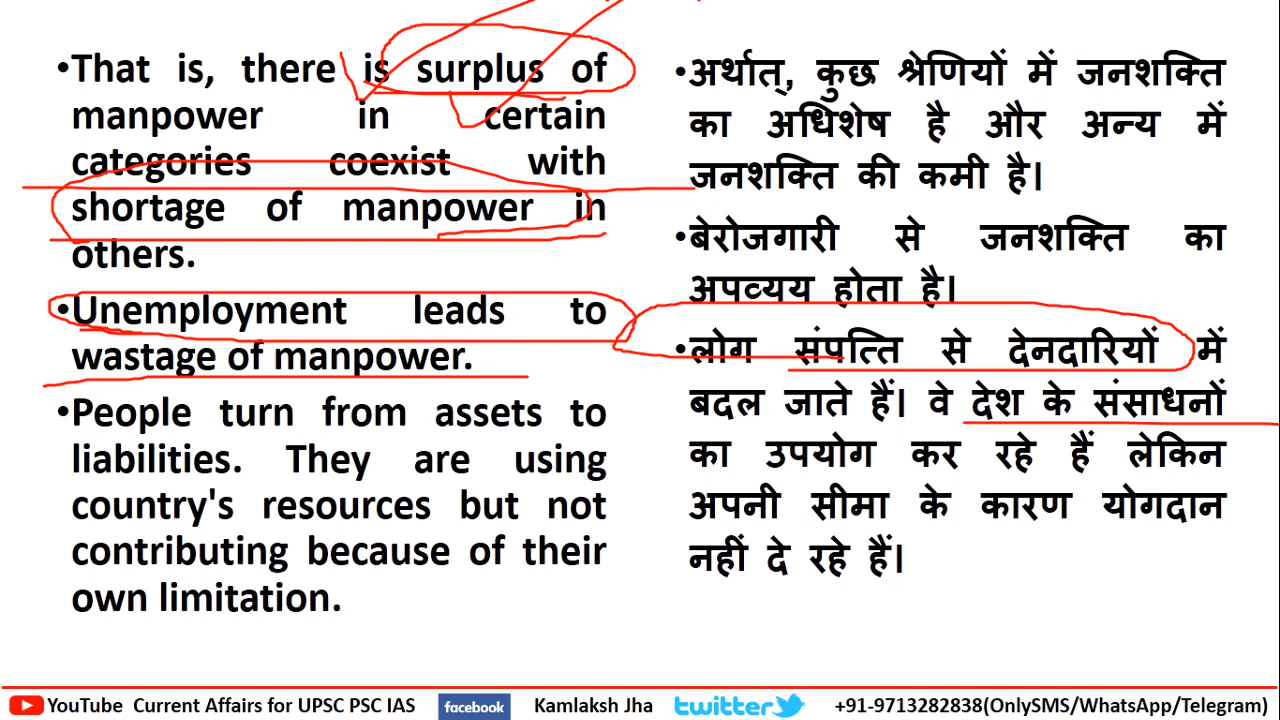 •That is, there is surplus of
manpower in certain
categories coexist with
shortage of manpower in
others.
•Unemployment leads to
wastage of manpower.
•People turn from assets to
liabilities. They are using
country's resources but not
contributing because of their
own limitation.
•अर्थात्, कुछ श्रेणियों में जनशक्ति
का अधिशेष है और अन्य में
जनशक्ति की कमी है।
•बेरोजगारी से जनशक्ति का
अपव्यय होता है।
•लोग संपत्ति से देनदारियों में
बदल जाते हैं। वे देश के संसाधनों
का उपयोग कर रहे हैं लेकिन
अपनी सीमा के कारण योगदान
नहीं दे रहे हैं।
YouTube Current Affairs for UPSC PSC IAS facebook Kamlaksh Jha twitter +91-9713282838(OnlySMS/WhatsApp/Telegram)